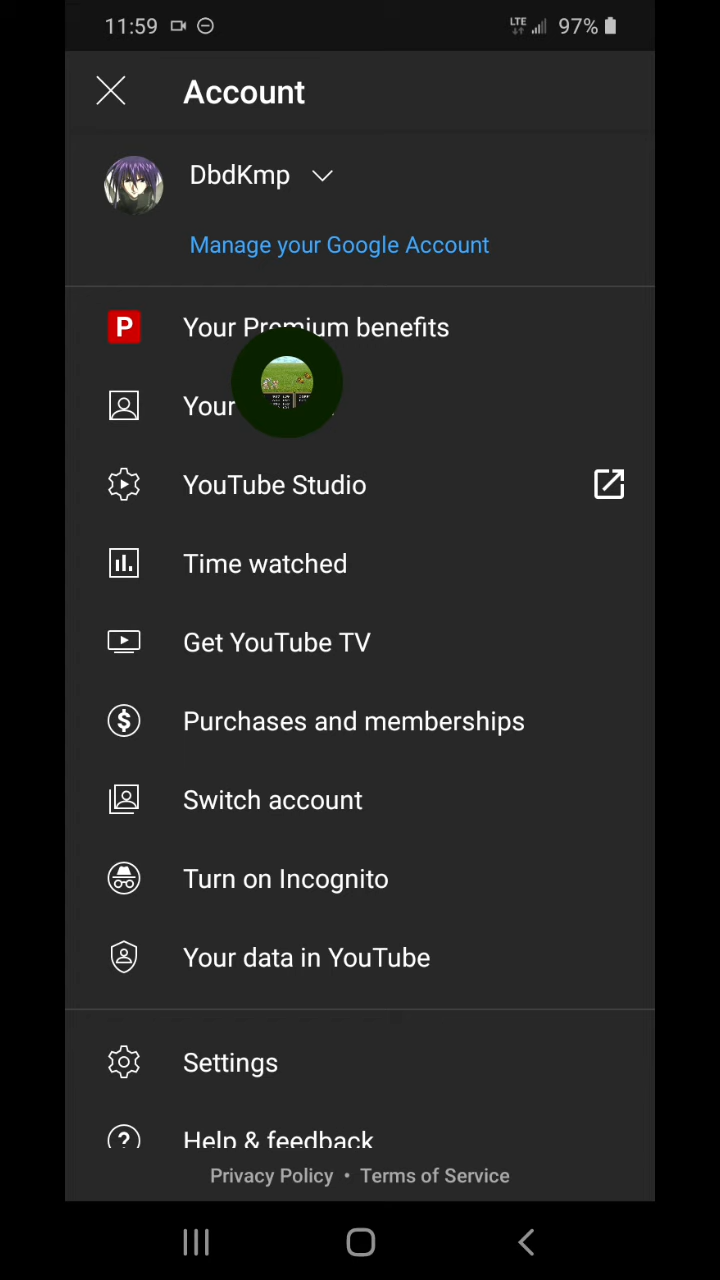 11:59 LTE 97%
Account
DbdKmp
Manage your Google Account
P Your Premium benefits
Your
YouTube Studio
Time watched
Get YouTube TV
$ Purchases and memberships
Switch account
Turn on Incognito
Your data in YouTube
Settings
? Help & feedback
Privacy Policy • Terms of Service